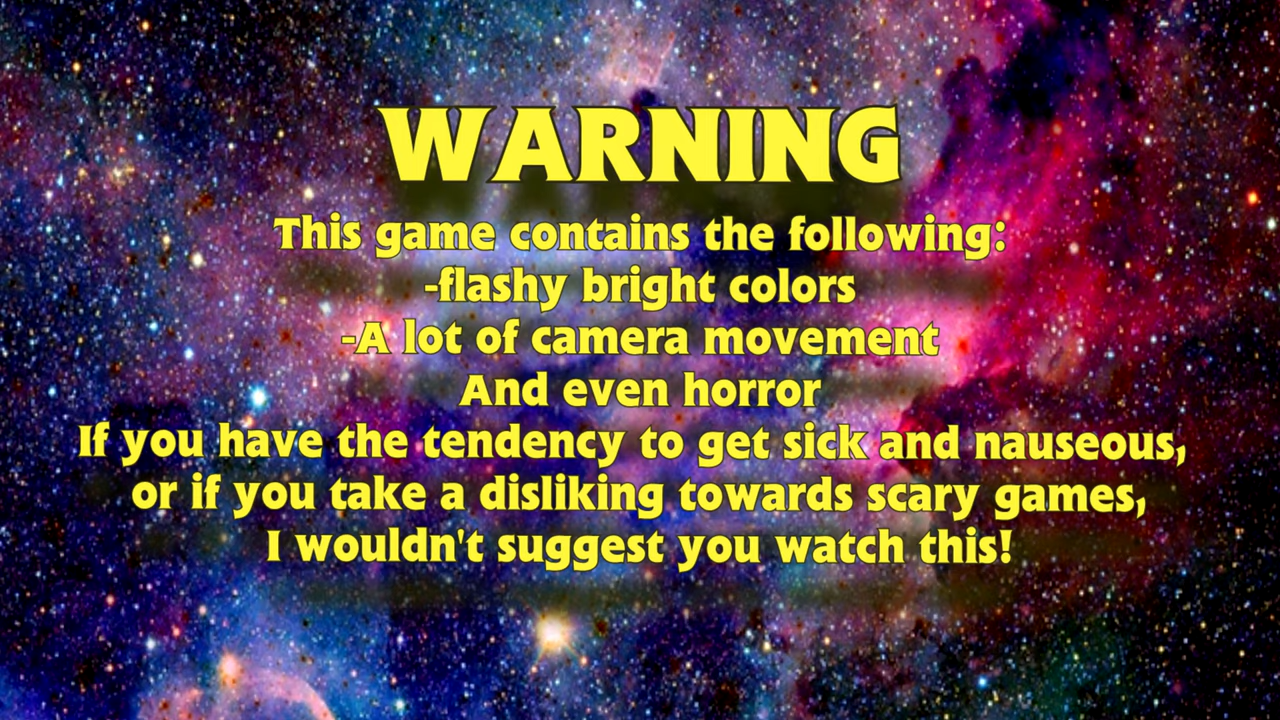 WARNING
This game contains the following:
-flashy bright colors
-A lot of camera movement
And even horror
If you have the tendency to get sick and nauseous,
or if you take a disliking towards scary games,
I wouldn't suggest you watch this!